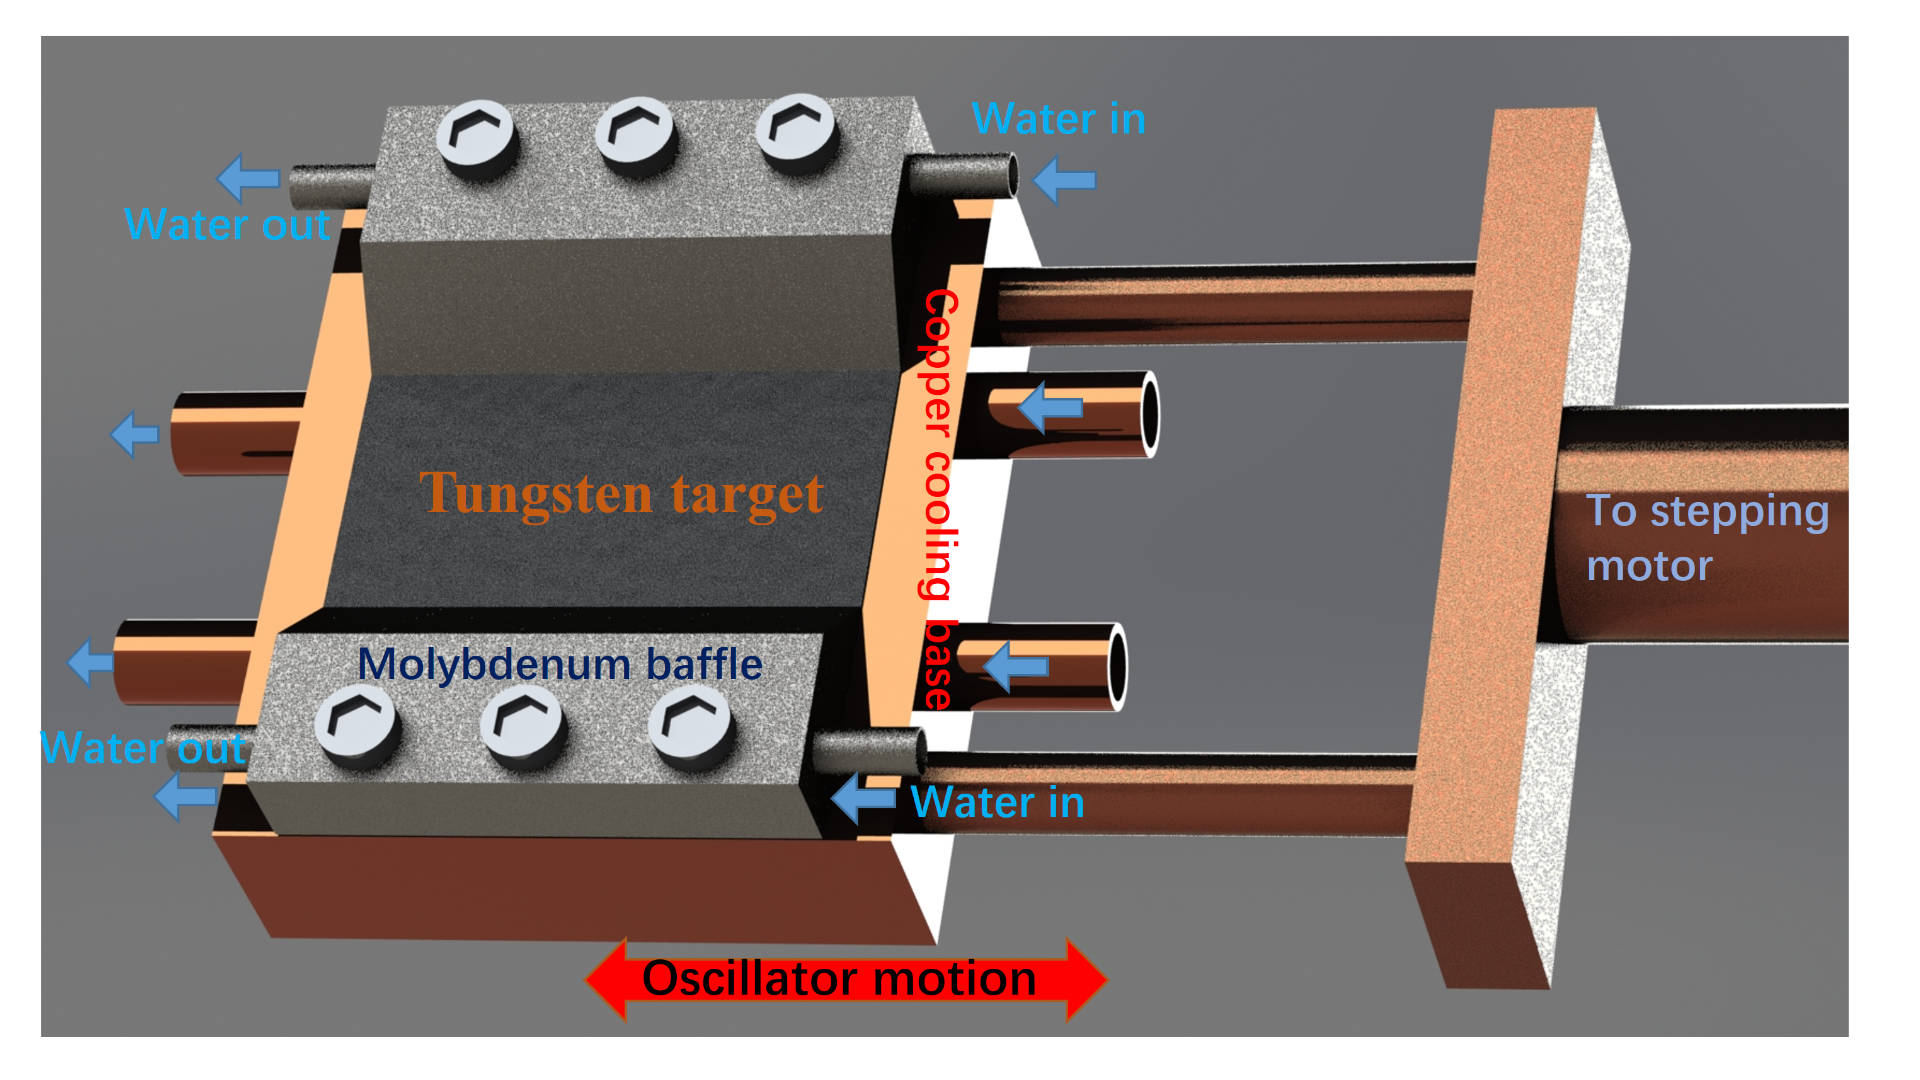 Water in
Water out
Copper cooling base
Tungsten target
To stepping
motor
Molybdenum baffle
Water out
Water in
Oscillator motion